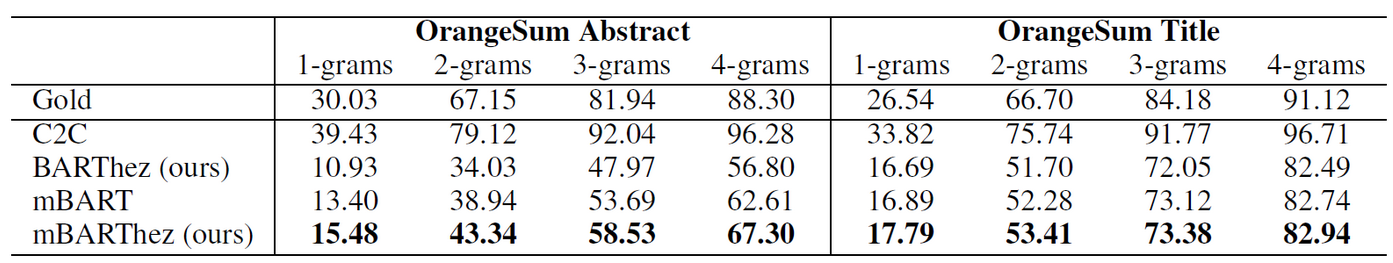 OrangeSum Abstract OrangeSum Title
1-grams 2-grams 3-grams 4-grams 1-grams 2-grams 3-grams 4-grams
Gold 30.03 67.15 81.94 88.30 26.54 66.70 84.18 91.12
C2C 39.43 79.12 92.04 96.28 33.82 75.74 91.77 96.71
BARThez (ours) 10.93 34.03 47.97 56.80 16.69 51.70 72.05 82.49
mBART 13.40 38.94 53.69 62.61 16.89 52.28 73.12 82.74
mBARThez (ours) 15.48 43.34 58.53 67.30 17.79 53.41 73.38 82.94